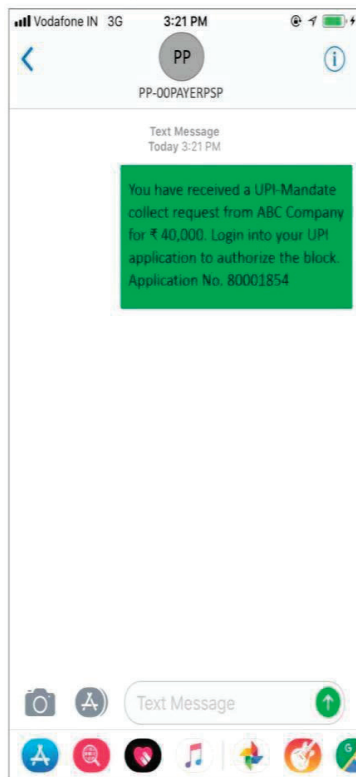 Vodafone IN 3G 3:21 PM
PP
PP-OOPAYERPSP
Text Message
Today 3:21 PM
You have received a UPI-Mandate
collect request from ABC Company
for ₹ 40,000. Login into your UPI
application to authorize the block.
Application No. 80001854
Text Message